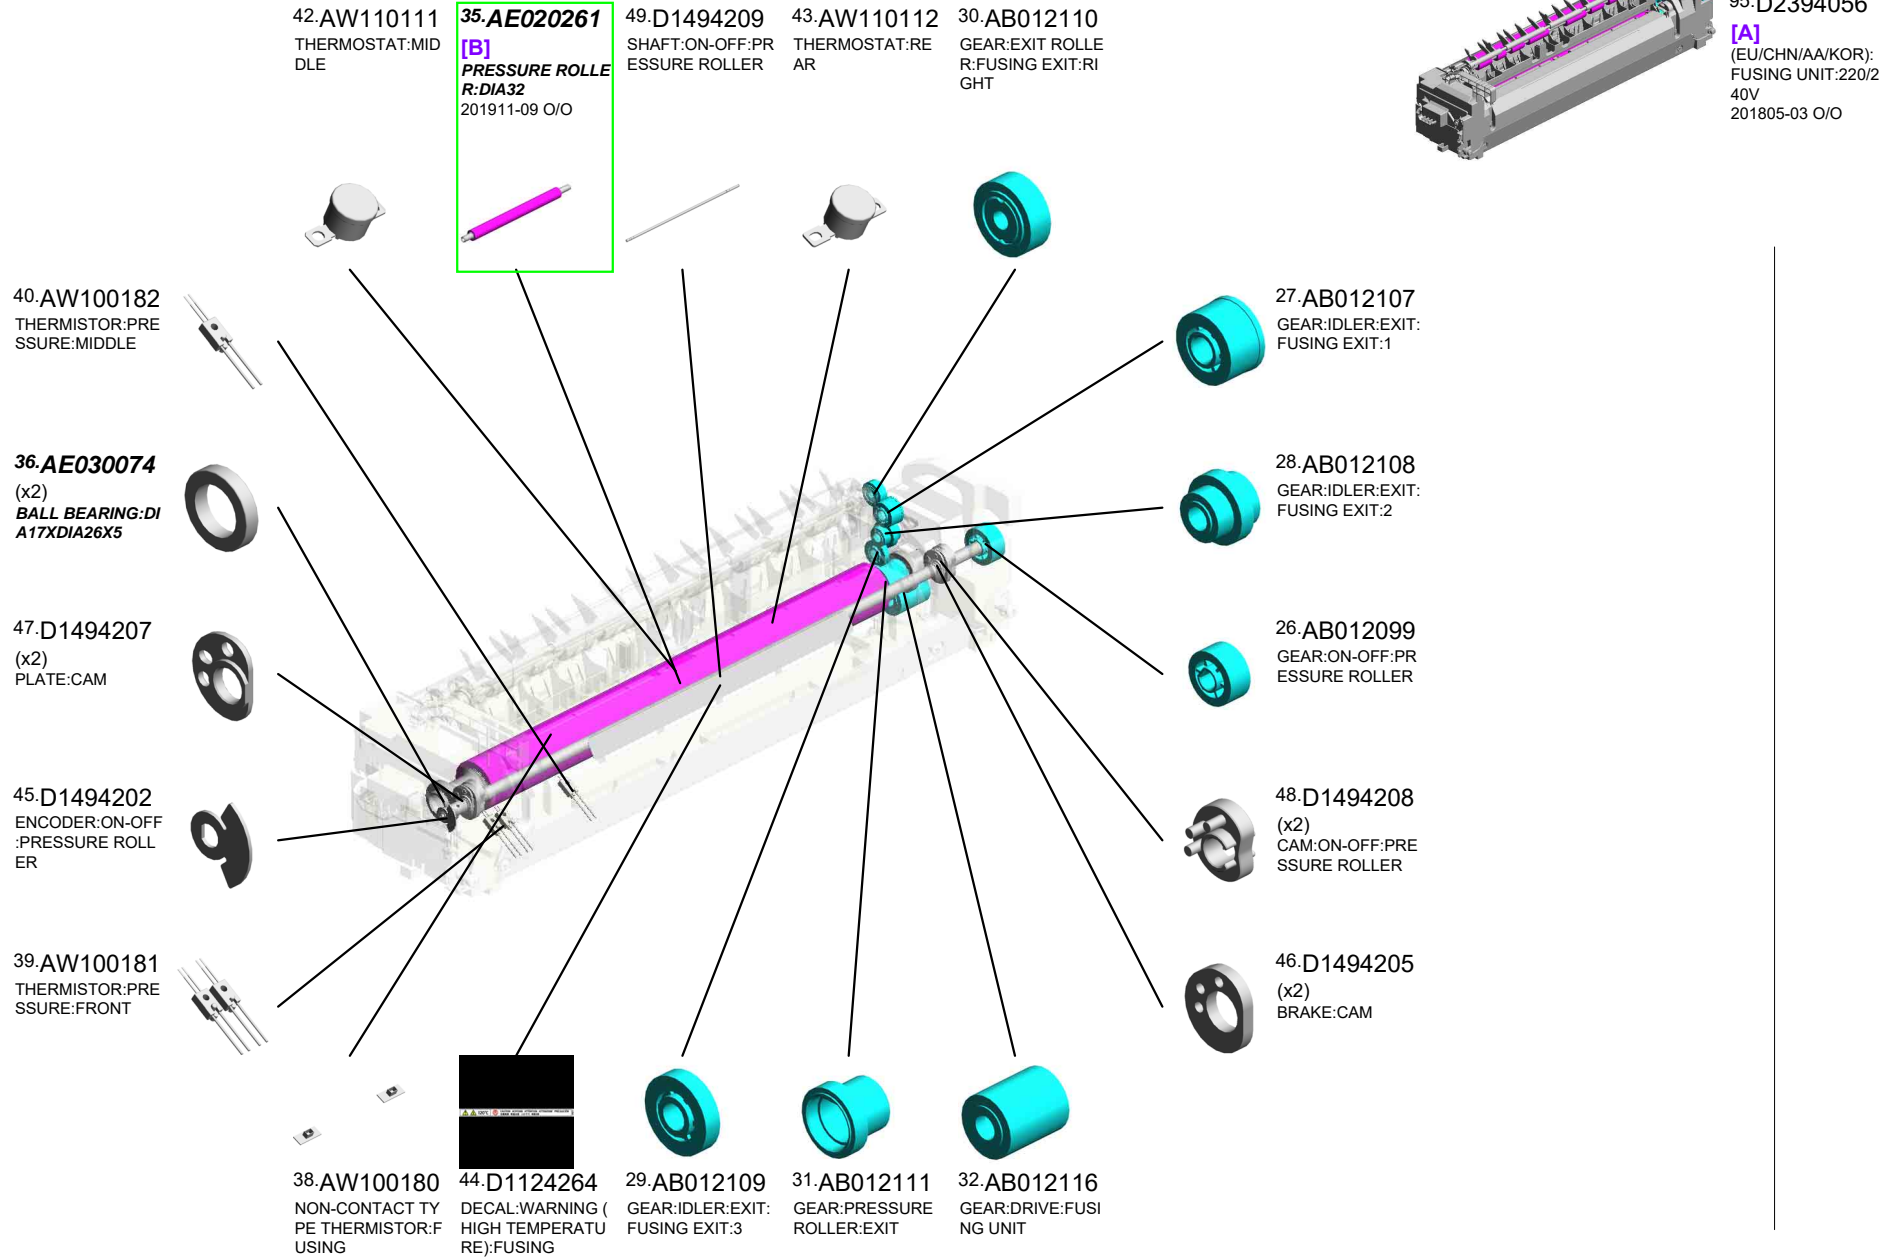 42.AW110111
THERMOSTAT:MID
DLE
35.AE020261
[B]
PRESSURE ROLLE
R:DIA32
201911-09 O/O
49.D1494209
SHAFT:ON-OFF:PR
ESSURE ROLLER
43.AW110112
THERMOSTAT:RE
AR
30.AB012110
GEAR:EXIT ROLLE
R:FUSING EXIT:RI
GHT
95.D2394056
[A]
(EU/CHN/AA/KOR):
FUSING UNIT:220/2
40V
201805-03 O/O
40.AW100182
THERMISTOR:PRE
SSURE:MIDDLE
27.AB012107
GEAR:IDLER:EXIT:
FUSING EXIT:1
36.AE030074
(x2)
BALL BEARING:DI
A17XDIA26X5
28.AB012108
GEAR:IDLER:EXIT:
FUSING EXIT:2
47.D1494207
(x2)
PLATE:CAM
26.AB012099
GEAR:ON-OFF:PR
ESSURE ROLLER
45.D1494202
ENCODER:ON-OFF
:PRESSURE ROLL
ER
48.D1494208
(x2)
CAM:ON-OFF:PRE
SSURE ROLLER
39.AW100181
THERMISTOR:PRE
SSURE:FRONT
46.D1494205
(x2)
BRAKE:CAM
38.AW100180
NON-CONTACT TY
PE THERMISTOR:F
USING
44.D1124264
DECAL:WARNING (
HIGH TEMPERATU
RE):FUSING
29.AB012109
GEAR:IDLER:EXIT:
FUSING EXIT:3
31.AB012111
GEAR:PRESSURE
ROLLER:EXIT
32.AB012116
GEAR:DRIVE:FUSI
NG UNIT